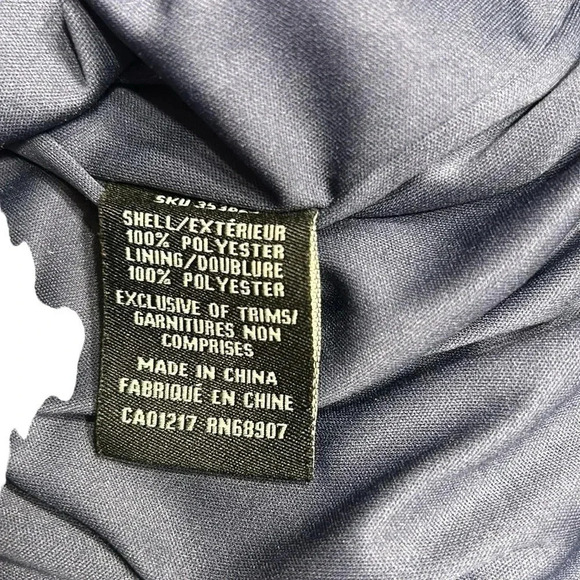 SKU
SHELL/EXTÉRIEUR
100% POLYESTER
LINING/DOUBLURE
100% POLYESTER
EXCLUSIVE OF TRIMS/
GARNITURES NON
COMPRISES
MADE IN CHINA
FABRIQUÉ EN CHINE
CA01217 RN68907